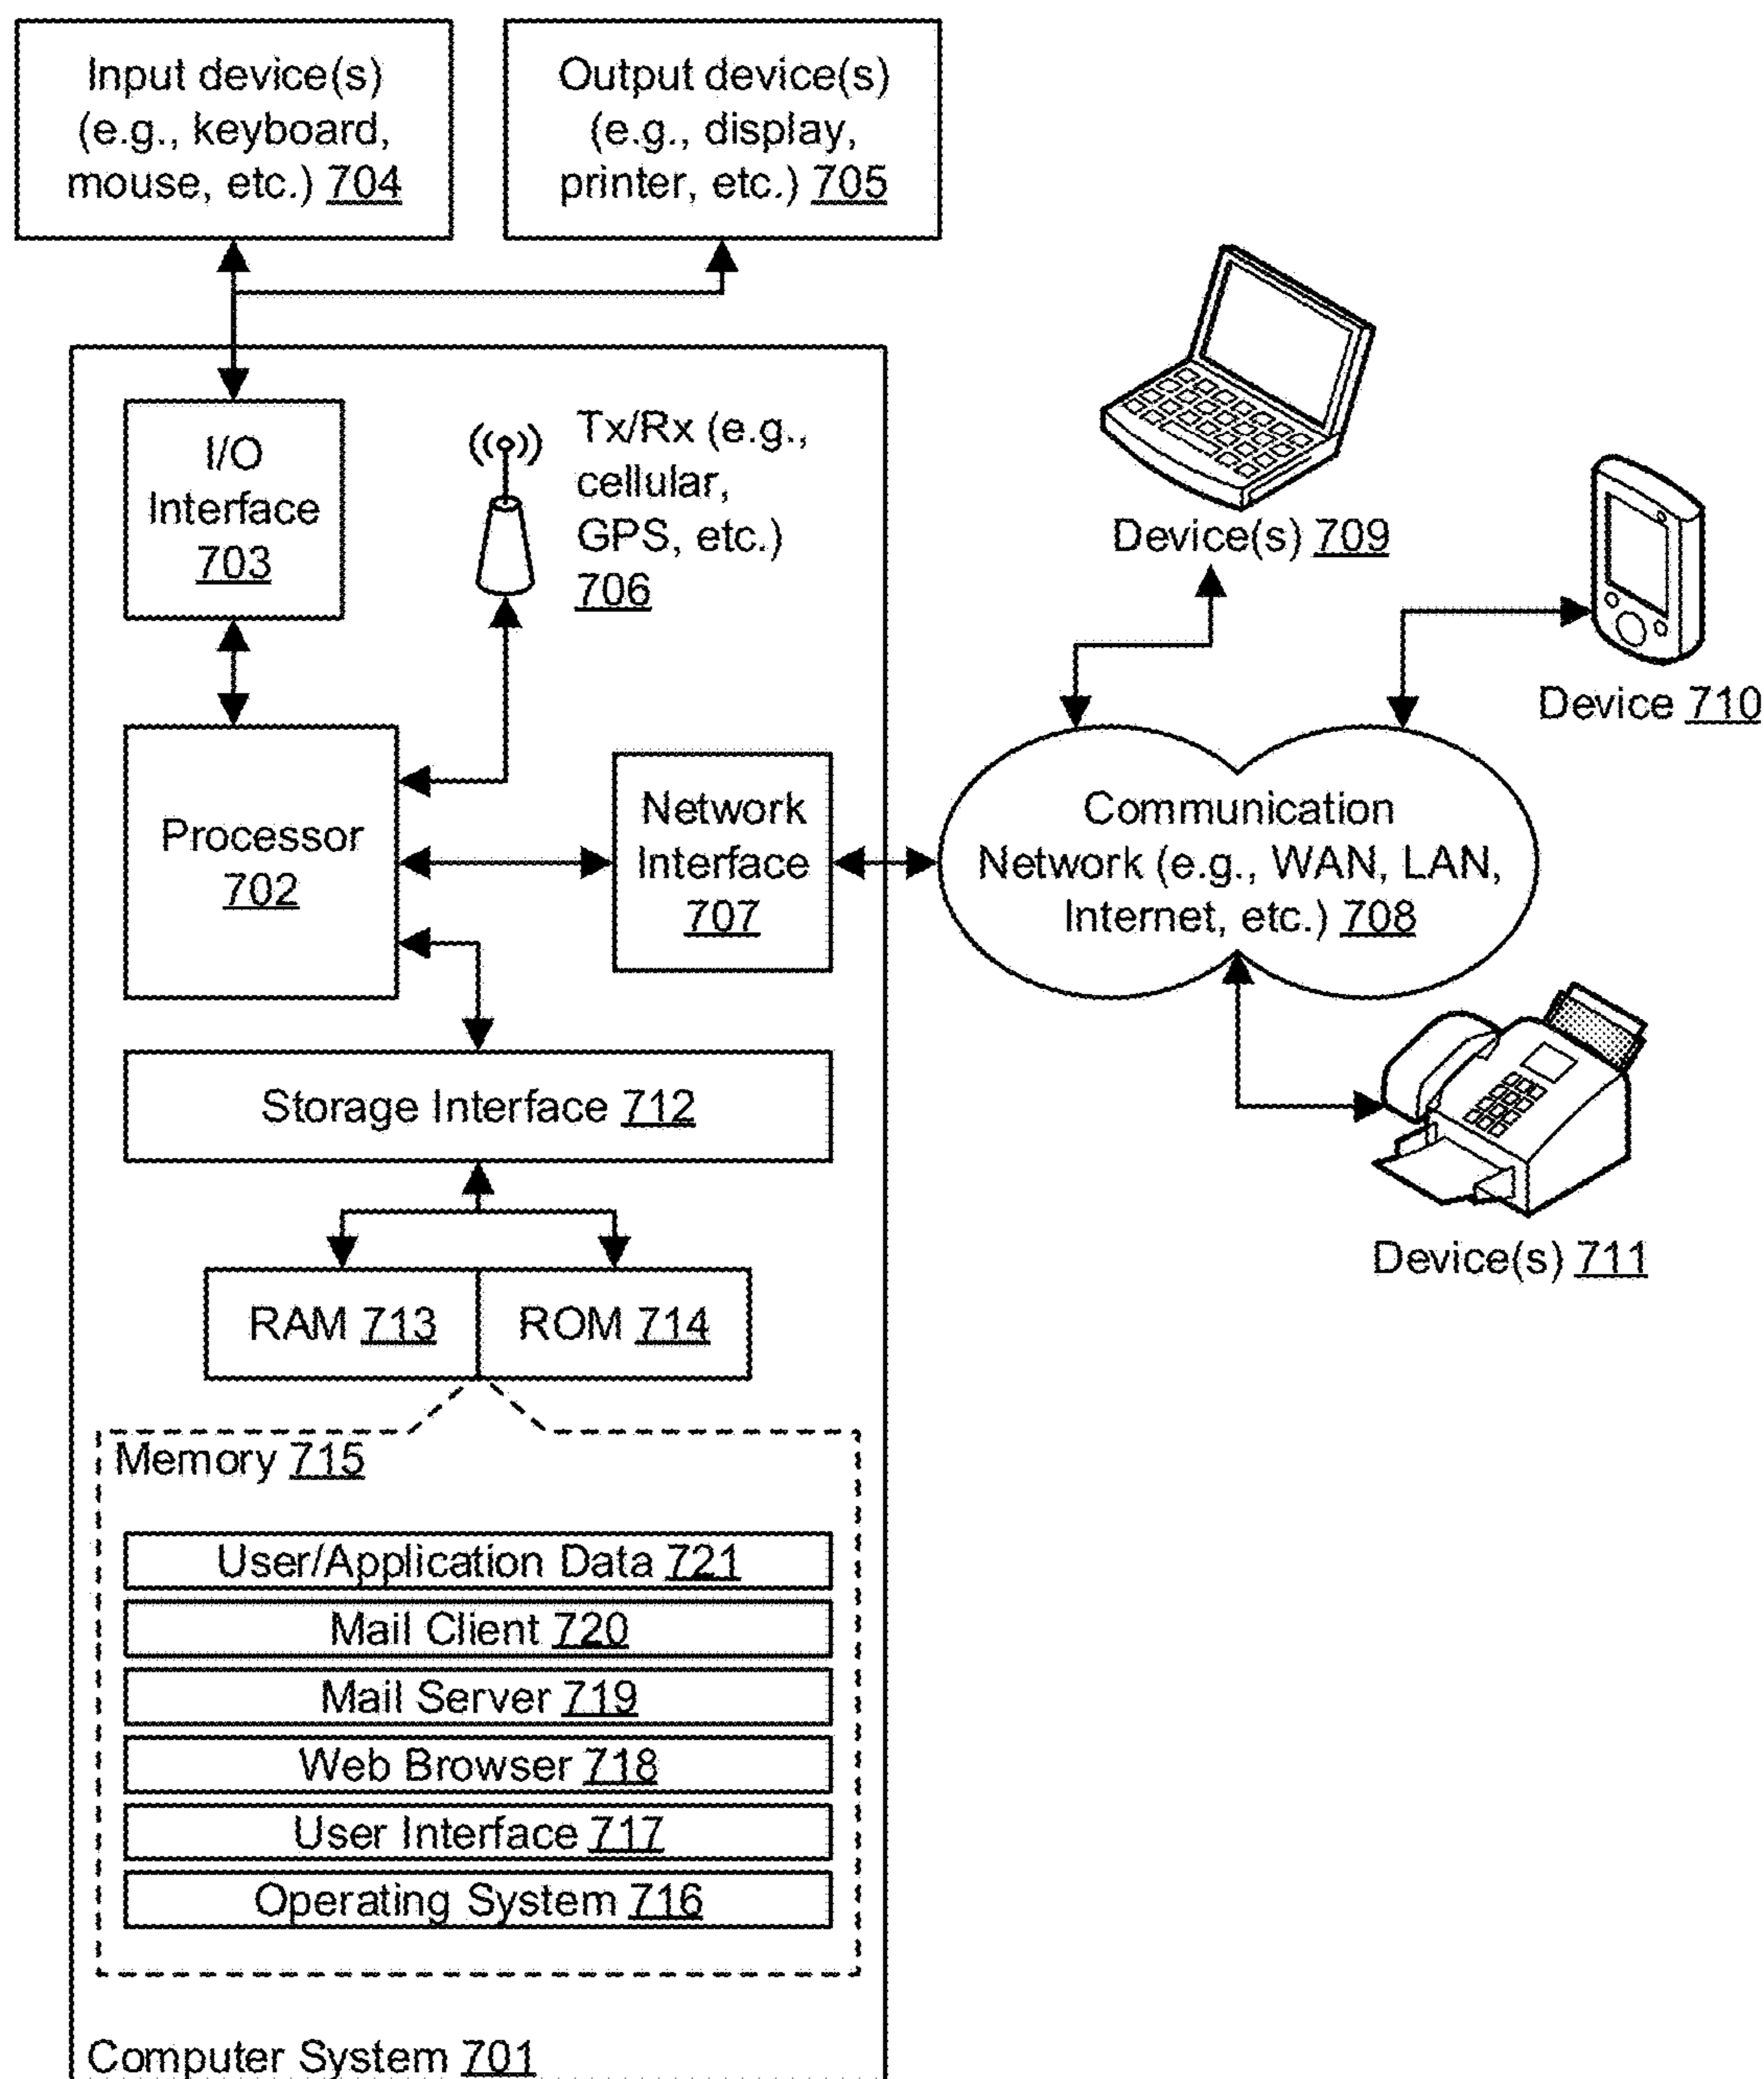 Input device(s)
(e.g., keyboard,
mouse, etc.) 704
Output device(s)
(e.g., display,
printer, etc.) 705
I/O
Interface
703
Tx/Rx (e.g.,
cellular,
GPS, etc.)
706
Device(s) 709
Device 710
Processor
702
Network
Interface
707
Communication
Network (e.g., WAN, LAN,
Internet, etc.) 708
Storage Interface 712
Device(s) 711
RAM 713
ROM 714
Memory 715
User/Application Data 721
Mail Client 720
Mail Server 719
Web Browser 718
User Interface 717
Operating System 716
Computer System 701